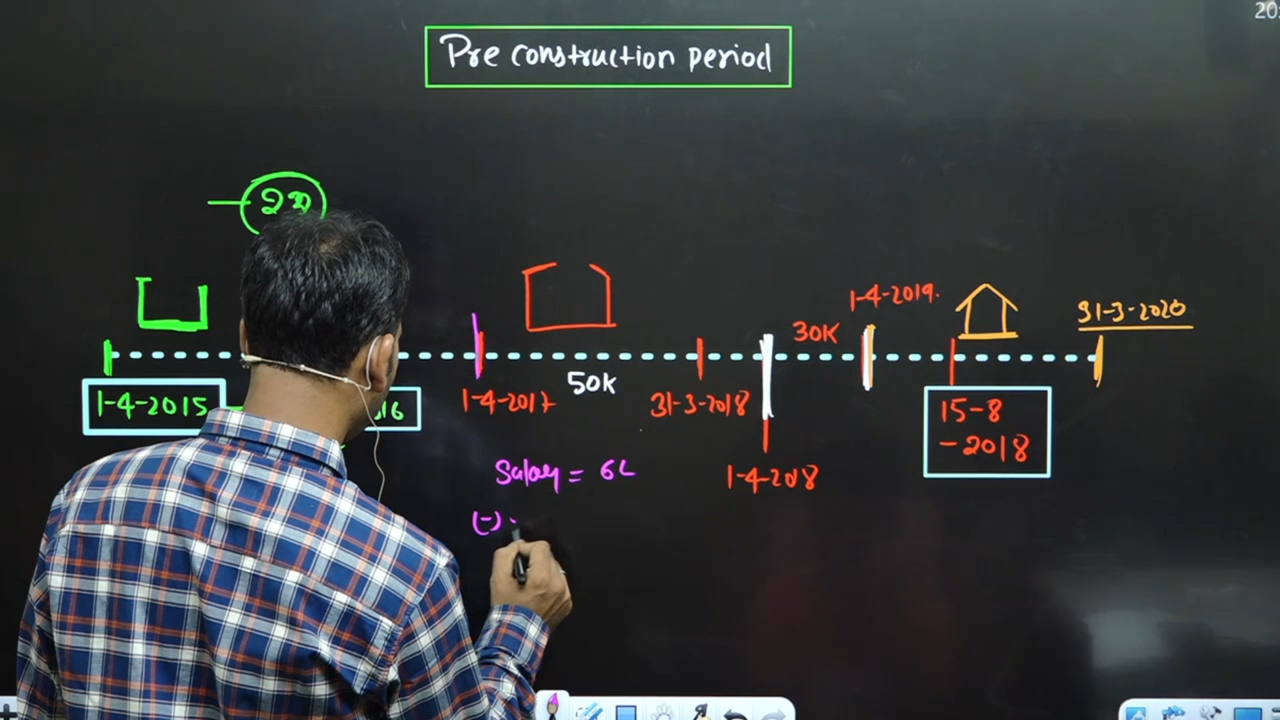 20
Pre construction period
1-4-2019.
31-3-2020
30K
50K
1-4-2015
16
1-4-2017
31-3-2018
15-8
-2018
Salary = 6L
1-4-2018
(-)